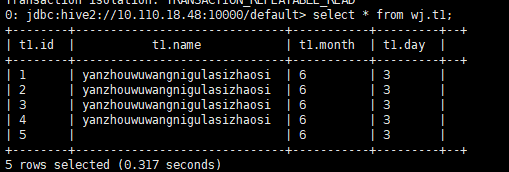 Transaction isolation: TRANSACTION_REPEATABLE_READ
0: jdbc:hive2://10.110.18.48:10000/default> select * from wj.t1;
+--------+-----------------------------+-----------+---------+--+
| t1.id | t1.name | t1.month | t1.day |
+--------+-----------------------------+-----------+---------+--+
| 1 | yanzhouwuwangnigulasizhaosi | 6 | 3 |
| 2 | yanzhouwuwangnigulasizhaosi | 6 | 3 |
| 3 | yanzhouwuwangnigulasizhaosi | 6 | 3 |
| 4 | yanzhouwuwangnigulasizhaosi | 6 | 3 |
| 5 | | 6 | 3 |
+--------+-----------------------------+-----------+---------+--+
5 rows selected (0.317 seconds)